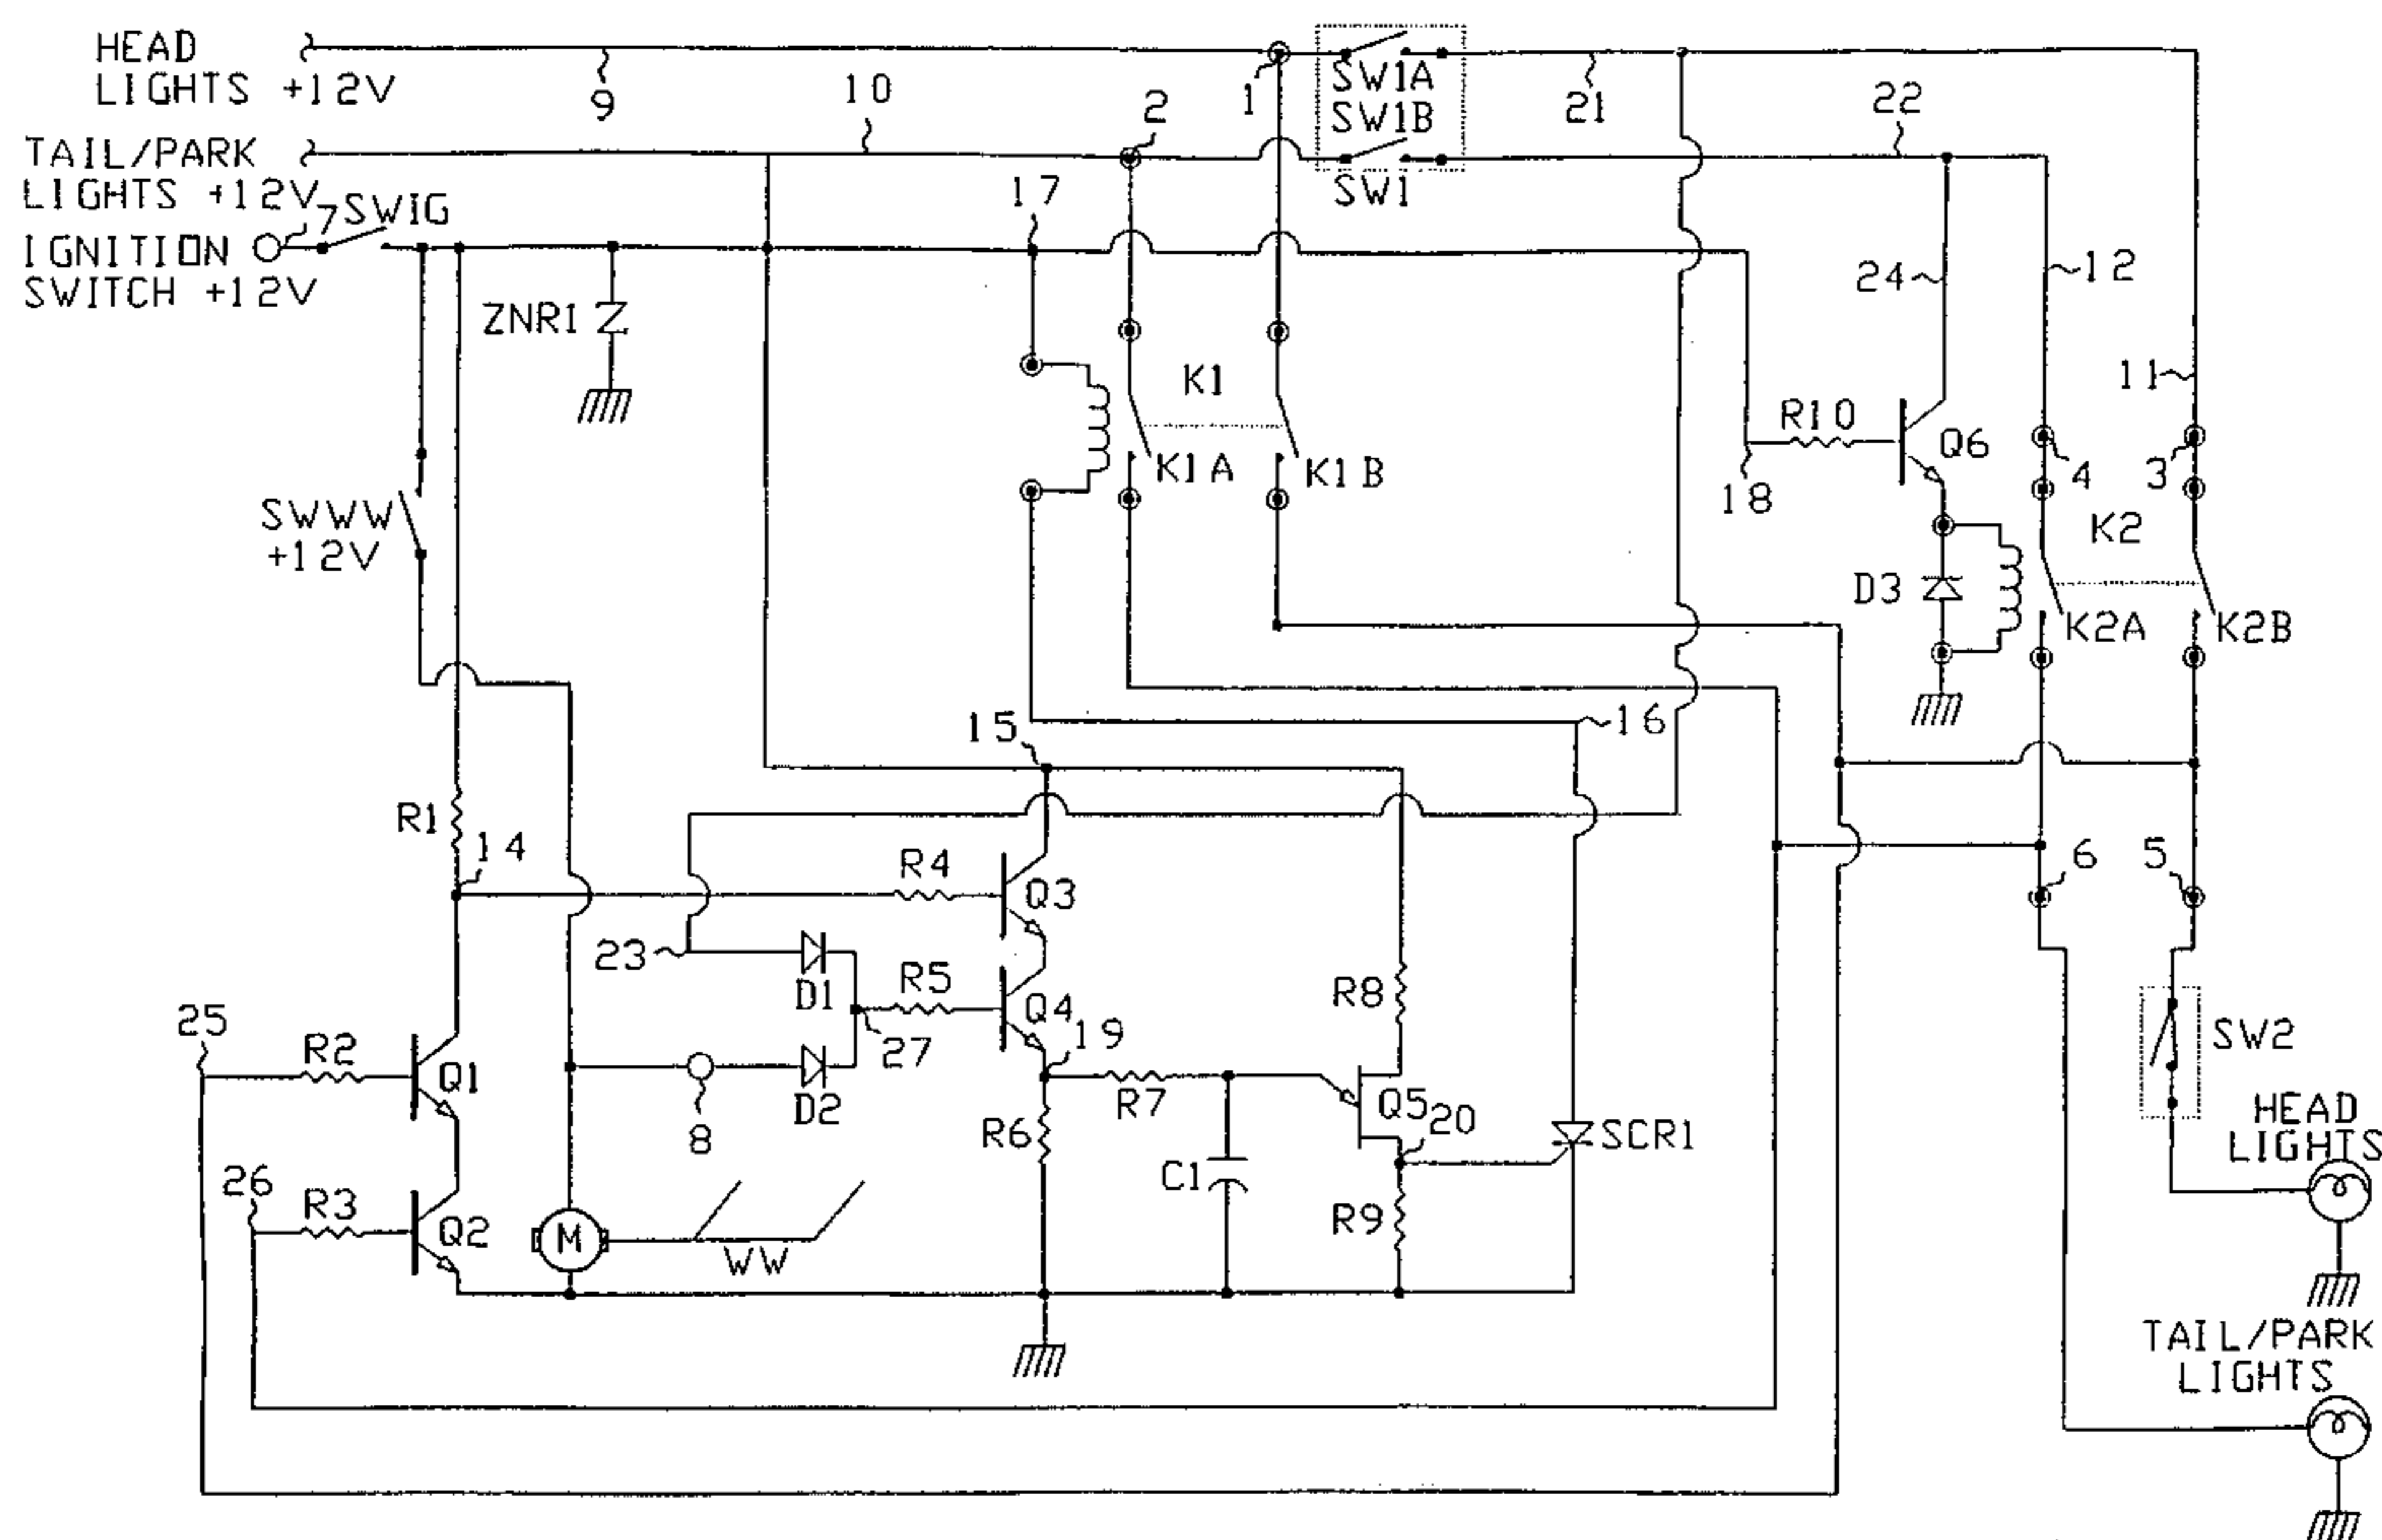 HEAD
LIGHTS +12V
9
10
2
1
SW1A
SW1B
SW1
21
22
TAIL/PARK
LIGHTS +12V
7
SWIG
IGNITION
SWITCH +12V
17
24
12
ZNR1
K1
11
R10
Q6
K1A
K1B
18
4
3
SWWW
+12V
K2
D3
K2A
K2B
15
16
R1
14
R4
Q3
6
5
23
D1
R5
Q4
R8
25
R2
Q1
27
19
SW2
D2
R7
Q5
20
8
R6
SCR1
HEAD
LIGHTS
26
R3
C1
Q2
M
WW
R9
TAIL/PARK
LIGHTS